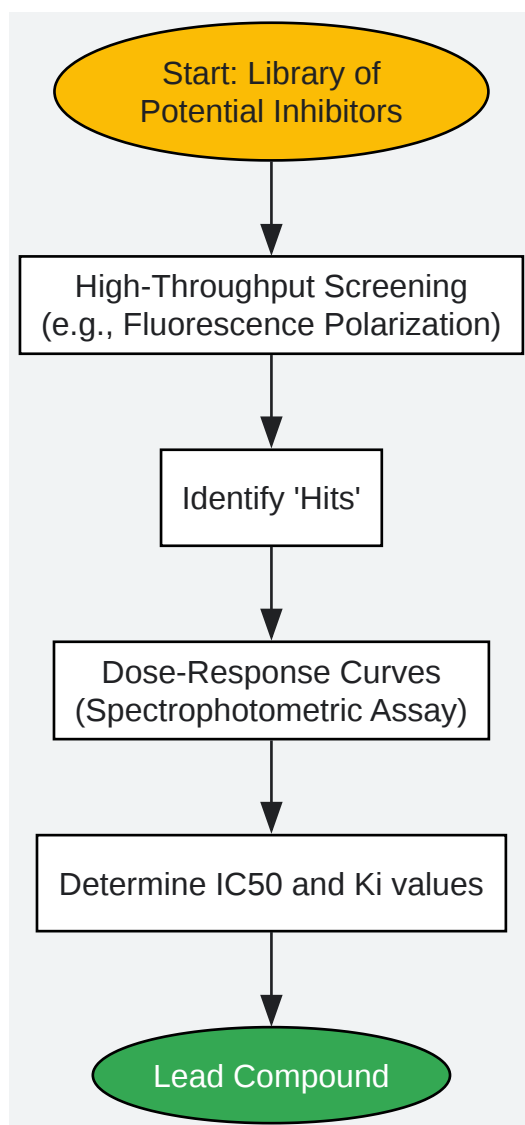 Start: Library of
Potential Inhibitors
High-Throughput Screening
(e.g., Fluorescence Polarization)
Identify 'Hits'
Dose-Response Curves
(Spectrophotometric Assay)
Determine IC50 and Ki values
Lead Compound